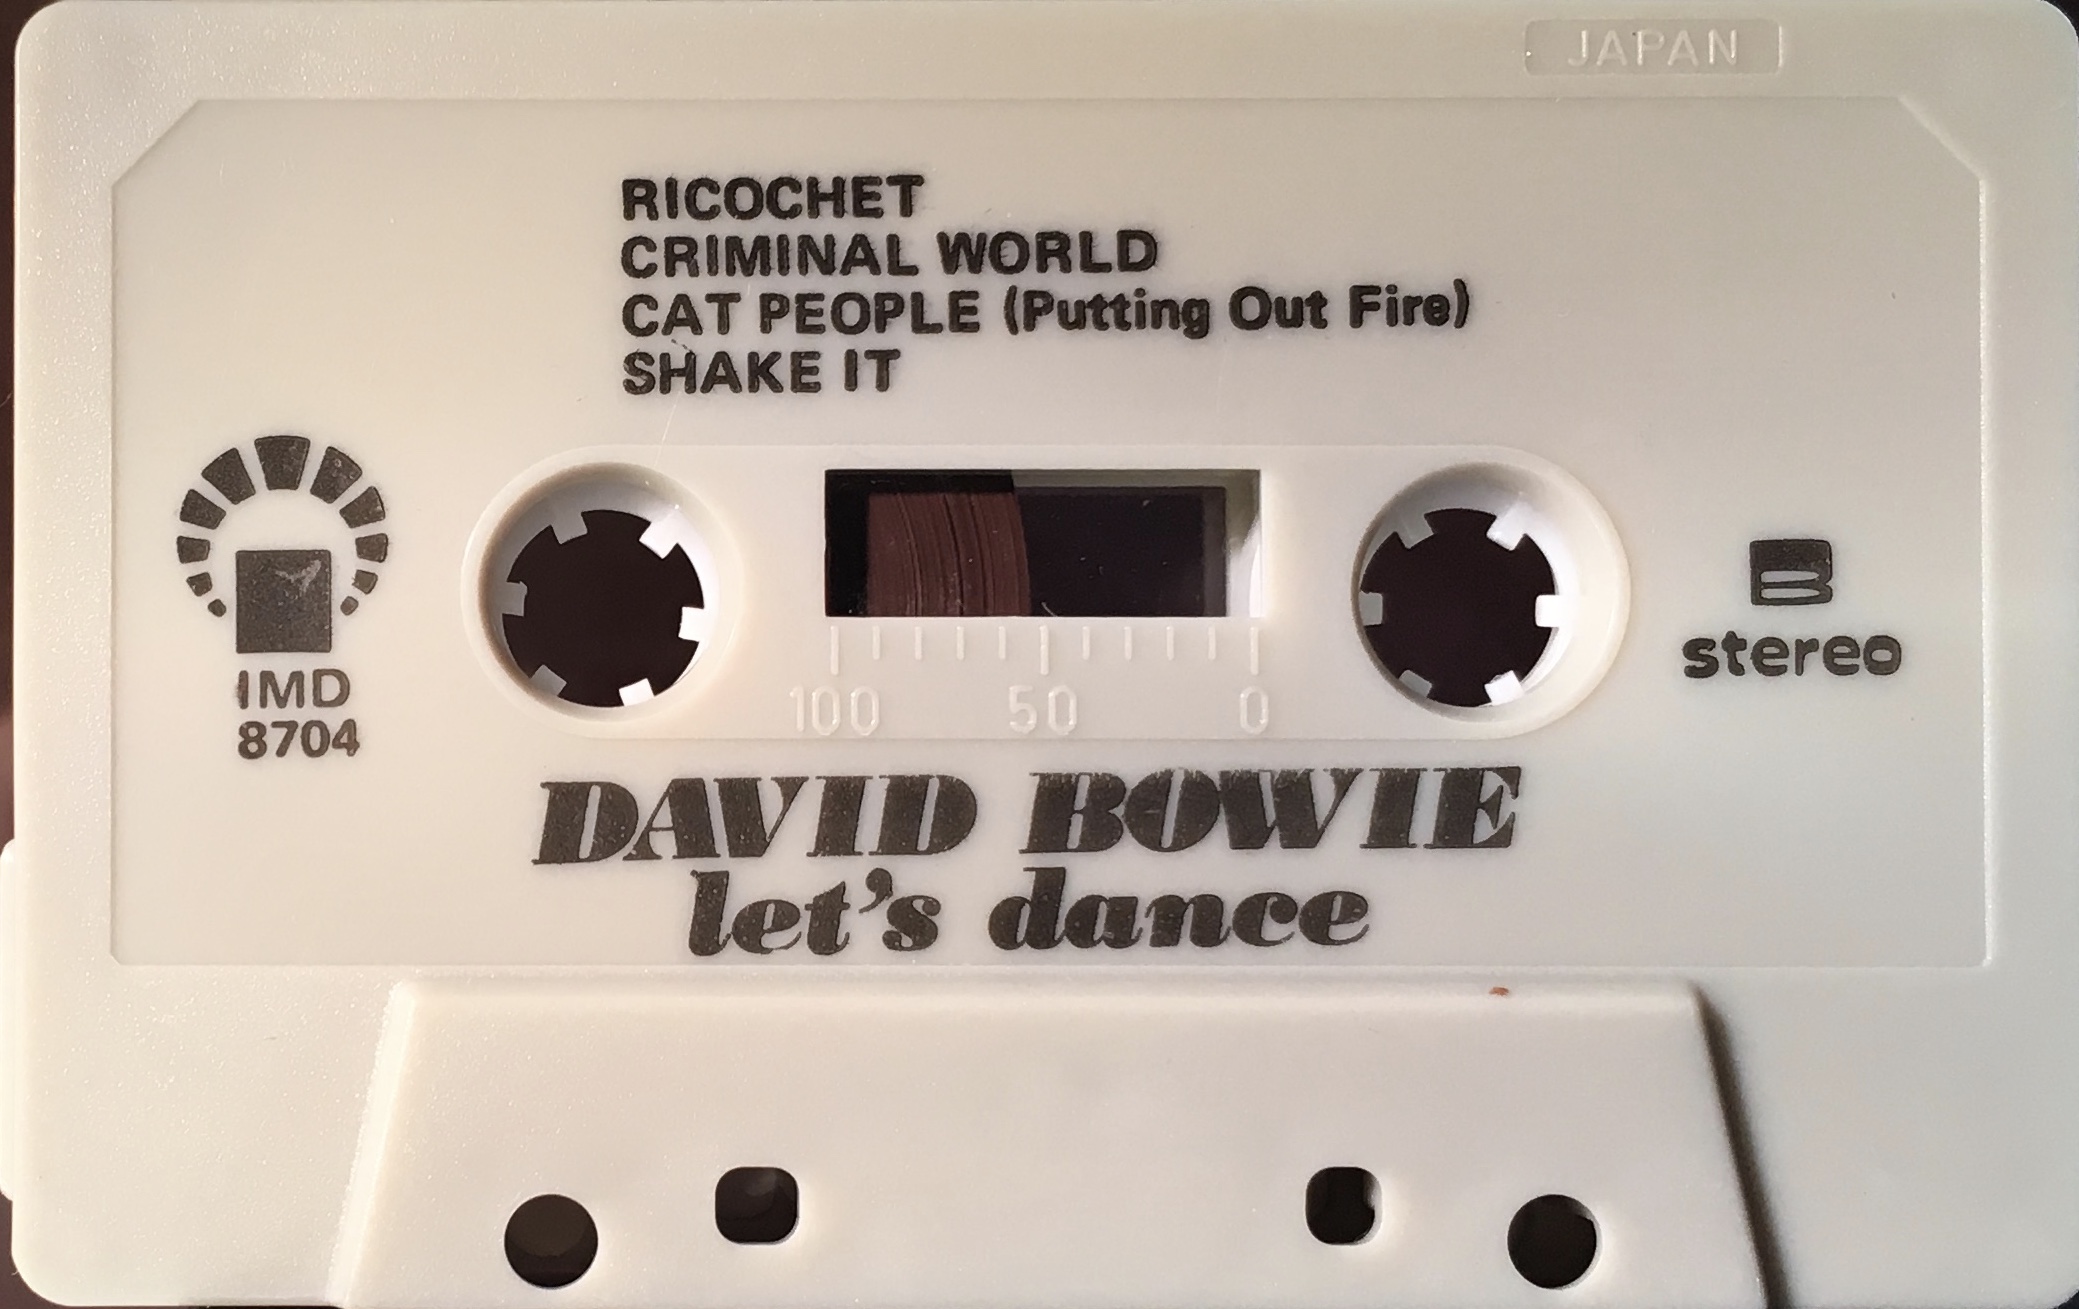 JAPAN
RICOCHET
CRIMINAL WORLD
CAT PEOPLE (Putting Out Fire)
SHAKE IT
IMD
8704
B
stereo
100 50 0
DAVID BOWIE
let's dance